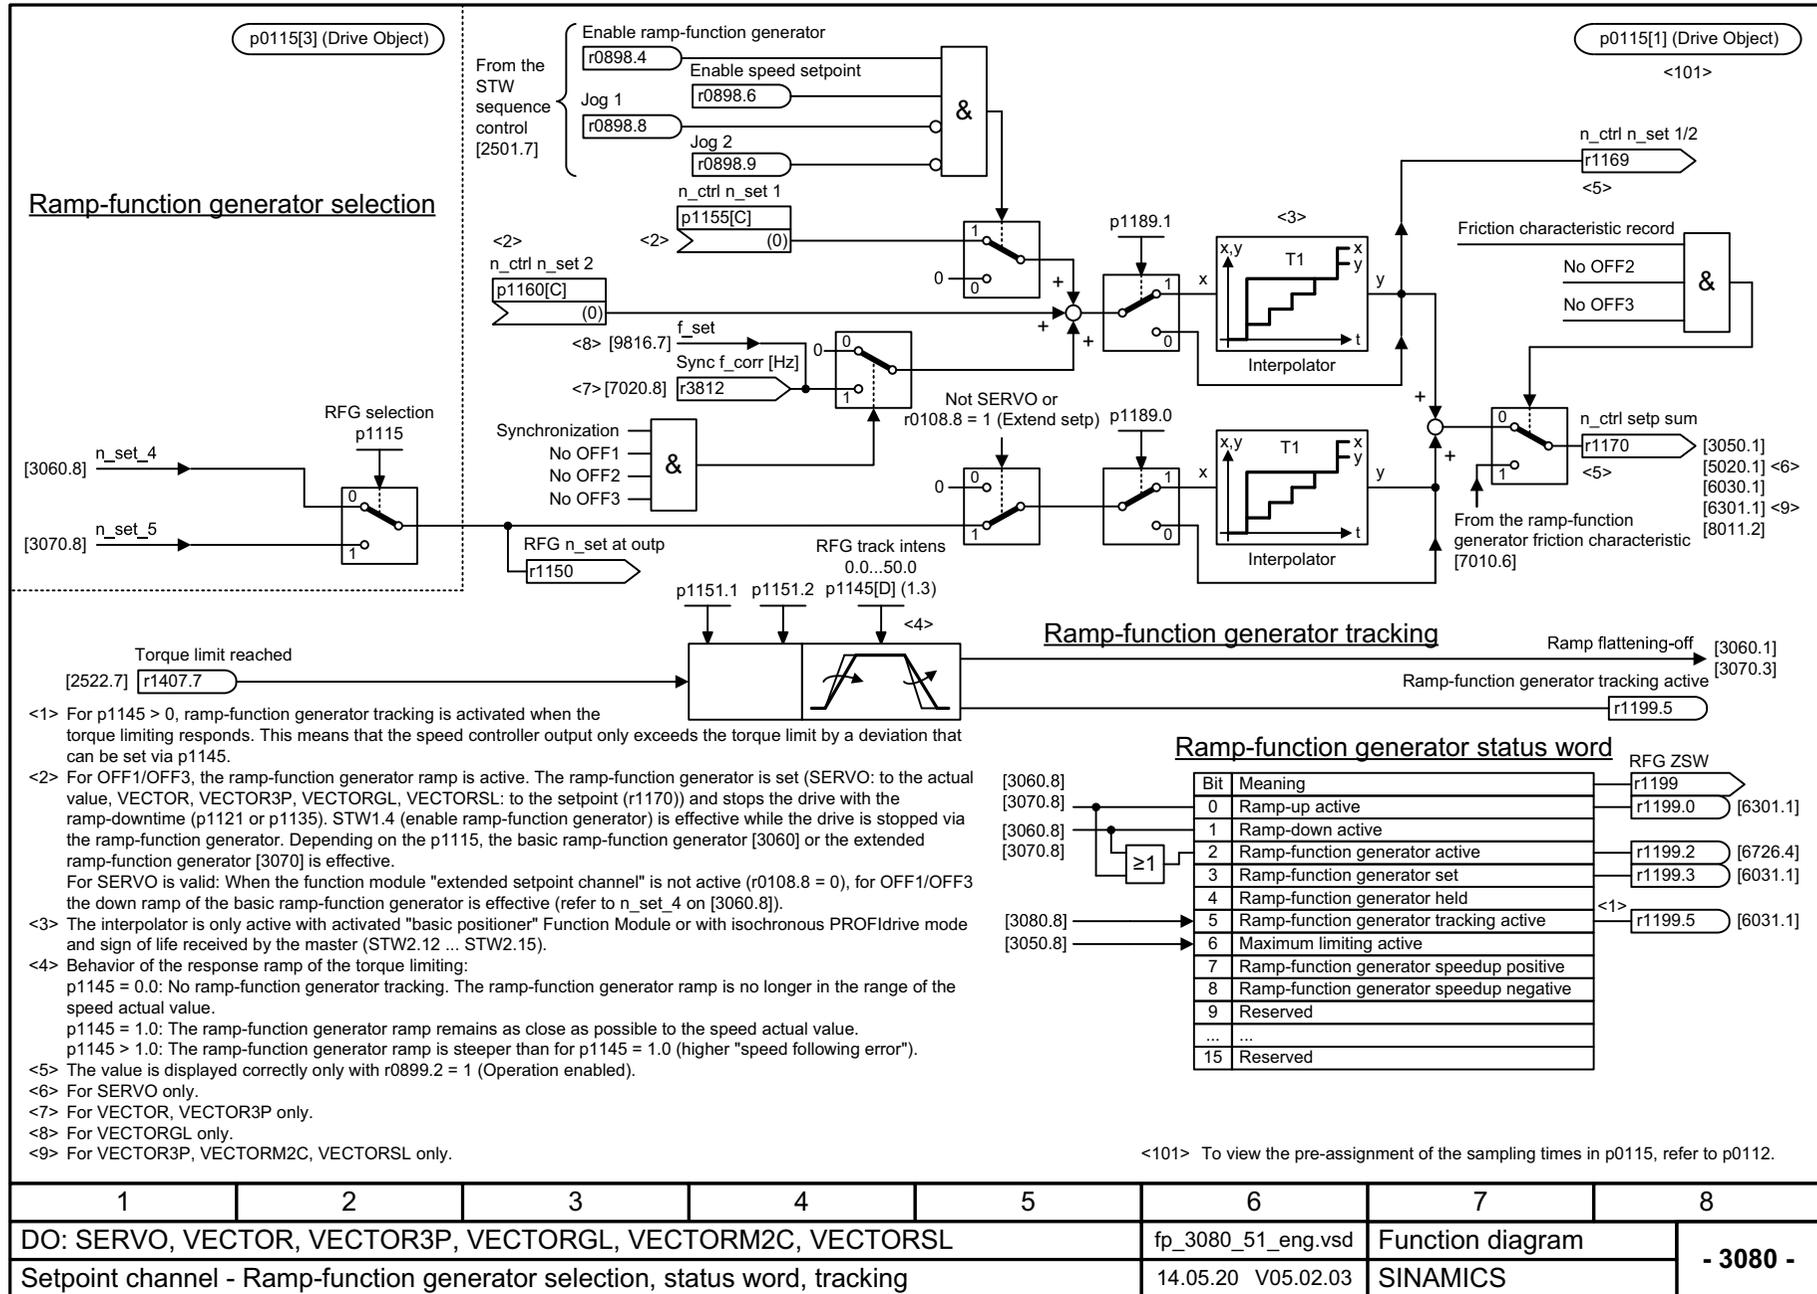 p0115[3] (Drive Object)
Ramp-function generator selection
From the
STW
sequence
control
[2501.7]
Enable ramp-function generator
r0898.4
Enable speed setpoint
r0898.6
Jog 1
r0898.8
Jog 2
r0898.9
&
p0115[1] (Drive Object)
<101>
n_ctrl n_set 1
<2>
p1155[C]
(0)
1
0
0
<2>
n_ctrl n_set 2
p1160[C]
(0)
+
+
+
<8> [9816.7]
f_set
Sync f_corr [Hz]
<7> [7020.8]
r3812
0
0
1
Synchronization
No OFF1
No OFF2
No OFF3
&
p1189.1
1
0
x
<3>
x,y
T1
x
y
t
y
Interpolator
n_ctrl n_set 1/2
r1169
<5>
Friction characteristic record
No OFF2
No OFF3
&
RFG selection
p1115
[3060.8]
n_set_4
[3070.8]
n_set_5
0
1
RFG n_set at outp
r1150
Not SERVO or
r0108.8 = 1 (Extend setp)
0
0
1
p1189.0
1
0
x
x,y
T1
x
y
t
y
Interpolator
+
+
0
1
n_ctrl setp sum
r1170
<5>
[3050.1]
[5020.1] <6>
[6030.1]
[6301.1] <9>
[8011.2]
From the ramp-function
generator friction characteristic
[7010.6]
RFG track intens
0.0...50.0
p1151.1
p1151.2
p1145[D] (1.3)
<4>
Ramp-function generator tracking
Torque limit reached
[2522.7]
r1407.7
Ramp flattening-off
[3060.1]
[3070.3]
Ramp-function generator tracking active
r1199.5
<1> For p1145 > 0, ramp-function generator tracking is activated when the
torque limiting responds. This means that the speed controller output only exceeds the torque limit by a deviation that
can be set via p1145.
<2> For OFF1/OFF3, the ramp-function generator ramp is active. The ramp-function generator is set (SERVO: to the actual
value, VECTOR, VECTOR3P, VECTORGL, VECTORSL: to the setpoint (r1170)) and stops the drive with the
ramp-downtime (p1121 or p1135). STW1.4 (enable ramp-function generator) is effective while the drive is stopped via
the ramp-function generator. Depending on the p1115, the basic ramp-function generator [3060] or the extended
ramp-function generator [3070] is effective.
For SERVO is valid: When the function module "extended setpoint channel" is not active (r0108.8 = 0), for OFF1/OFF3
the down ramp of the basic ramp-function generator is effective (refer to n_set_4 on [3060.8]).
<3> The interpolator is only active with activated "basic positioner" Function Module or with isochronous PROFIdrive mode
and sign of life received by the master (STW2.12 ... STW2.15).
<4> Behavior of the response ramp of the torque limiting:
p1145 = 0.0: No ramp-function generator tracking. The ramp-function generator ramp is no longer in the range of the
speed actual value.
p1145 = 1.0: The ramp-function generator ramp remains as close as possible to the speed actual value.
p1145 > 1.0: The ramp-function generator ramp is steeper than for p1145 = 1.0 (higher "speed following error").
<5> The value is displayed correctly only with r0899.2 = 1 (Operation enabled).
<6> For SERVO only.
<7> For VECTOR, VECTOR3P only.
<8> For VECTORGL only.
<9> For VECTOR3P, VECTORM2C, VECTORSL only.
Ramp-function generator status word
RFG ZSW
[3060.8]
[3070.8]
[3060.8]
[3070.8]
≥1
[3080.8]
[3050.8]
Bit Meaning r1199
0 Ramp-up active r1199.0 [6301.1]
1 Ramp-down active
2 Ramp-function generator active r1199.2 [6726.4]
3 Ramp-function generator set r1199.3 [6031.1]
4 Ramp-function generator held
<1>
5 Ramp-function generator tracking active r1199.5 [6031.1]
6 Maximum limiting active
7 Ramp-function generator speedup positive
8 Ramp-function generator speedup negative
9 Reserved
... ...
15 Reserved
<101> To view the pre-assignment of the sampling times in p0115, refer to p0112.
1 2 3 4 5 6 7 8
DO: SERVO, VECTOR, VECTOR3P, VECTORGL, VECTORM2C, VECTORSL
fp_3080_51_eng.vsd
Function diagram
- 3080 -
Setpoint channel - Ramp-function generator selection, status word, tracking
14.05.20 V05.02.03
SINAMICS